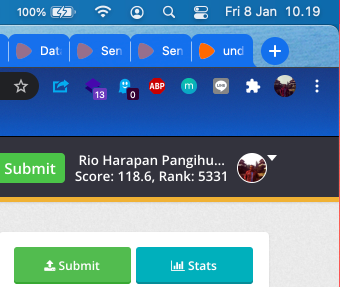 100% Fri 8 Jan 10.19
Dat Sen Sen und +
13 0 ABP m LINE
Submit Rio Harapan Pangihu...
Score: 118.6, Rank: 5331
Submit Stats